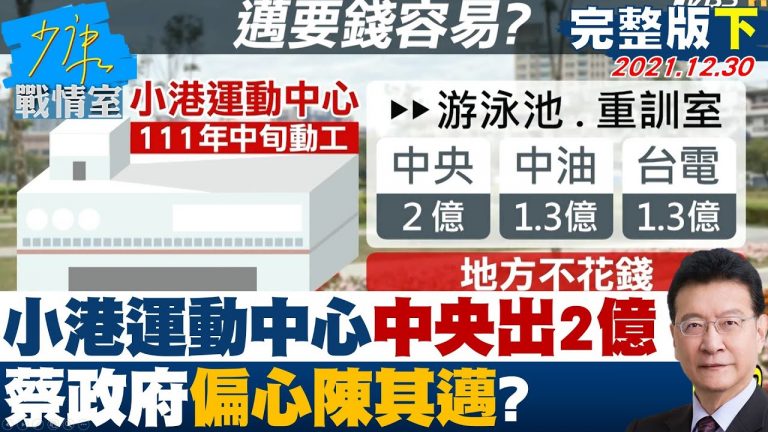 邁要錢容易?
完整版下
2021.12.30
少康
戰情室
小港運動中心
111年中旬動工
▶▶游泳池.重訓室
中央 中油 台電
2億 1.3億 1.3億
地方不花錢
小港運動中心中央出2億
蔡政府偏心陳其邁?